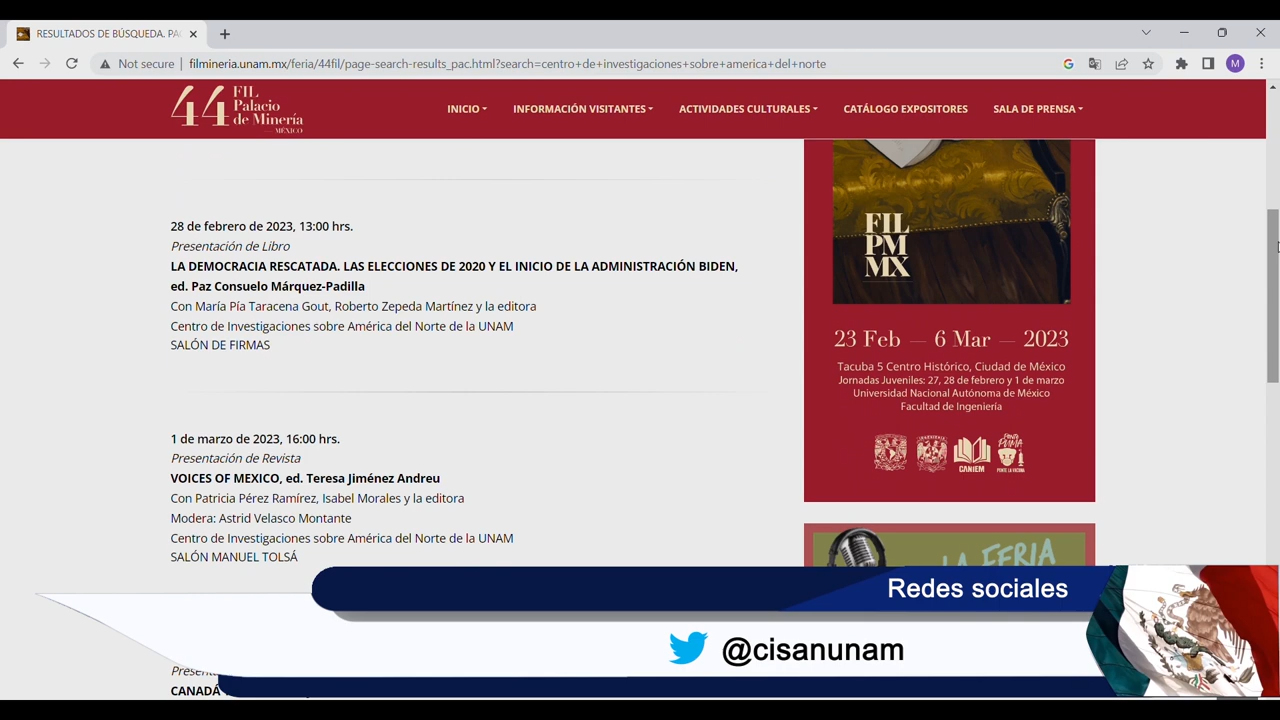 RESULTADOS DE BÚSQUEDA. PA
Not secure | filmineria.unam.mx/feria/44fil/page-search-results_pac.html?search=centro+de+investigaciones+sobre+america+del+norte
M
44 FIL
Palacio
de Minería
MÉXICO
INICIO
INFORMACIÓN VISITANTES
ACTIVIDADES CULTURALES
CATÁLOGO EXPOSITORES
SALA DE PRENSA
28 de febrero de 2023, 13:00 hrs.
Presentación de Libro
LA DEMOCRACIA RESCATADA. LAS ELECCIONES DE 2020 Y EL INICIO DE LA ADMINISTRACIÓN BIDEN,
ed. Paz Consuelo Márquez-Padilla
Con María Pía Taracena Gout, Roberto Zepeda Martínez y la editora
Centro de Investigaciones sobre América del Norte de la UNAM
SALÓN DE FIRMAS
1 de marzo de 2023, 16:00 hrs.
Presentación de Revista
VOICES OF MEXICO, ed. Teresa Jiménez Andreu
Con Patricia Pérez Ramírez, Isabel Morales y la editora
Modera: Astrid Velasco Montante
Centro de Investigaciones sobre América del Norte de la UNAM
SALÓN MANUEL TOLSÁ
CANADÁ
FIL
PM
MX
23 Feb — 6 Mar — 2023
Tacuba 5 Centro Histórico, Ciudad de México
Jornadas Juveniles: 27, 28 de febrero y 1 de marzo
Universidad Nacional Autónoma de México
Facultad de Ingeniería
CANIEM
Ponte
PUMA
PONTE LA VACUNA
LA FERIA
Redes sociales
@cisanunam